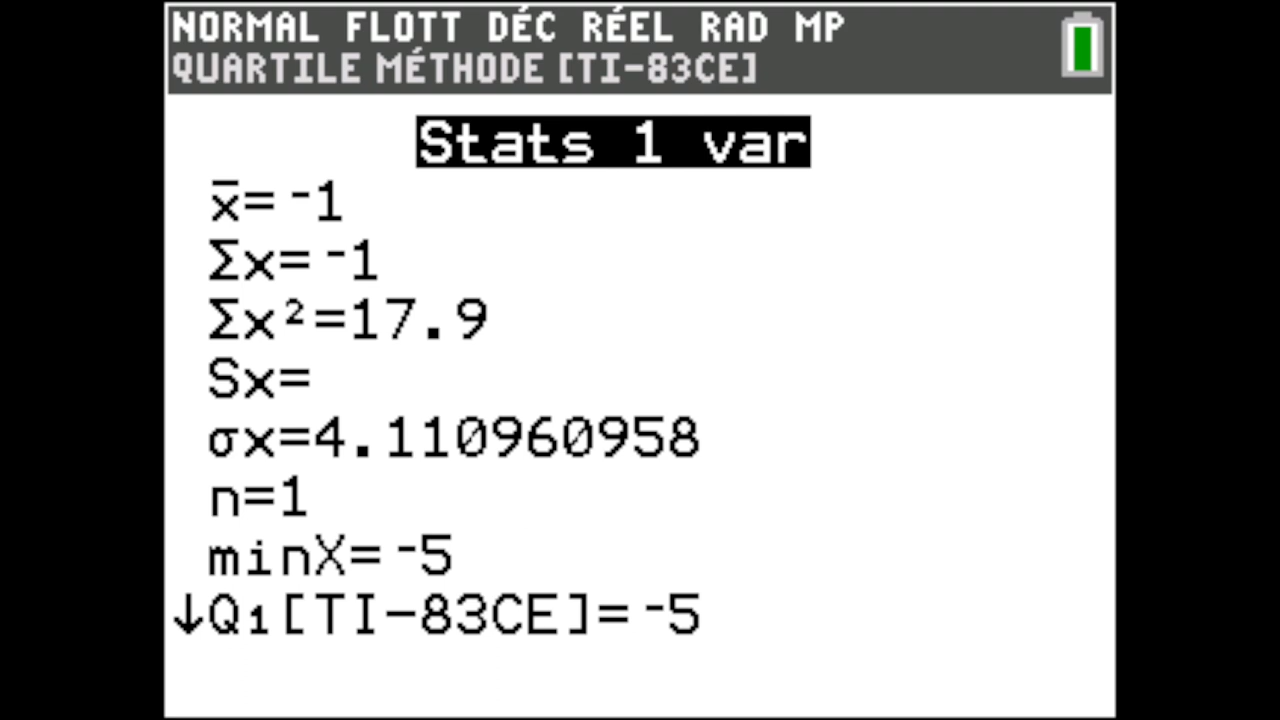 NORMAL FLOTT DÉC RÉEL RAD MP
QUARTILE MÉTHODE [TI-83CE]
Stats 1 var
x̄=⁻1
Σx=⁻1
Σx²=17.9
Sx=
σx=4.110960958
n=1
minX=⁻5
↓Q₁[TI-83CE]=⁻5